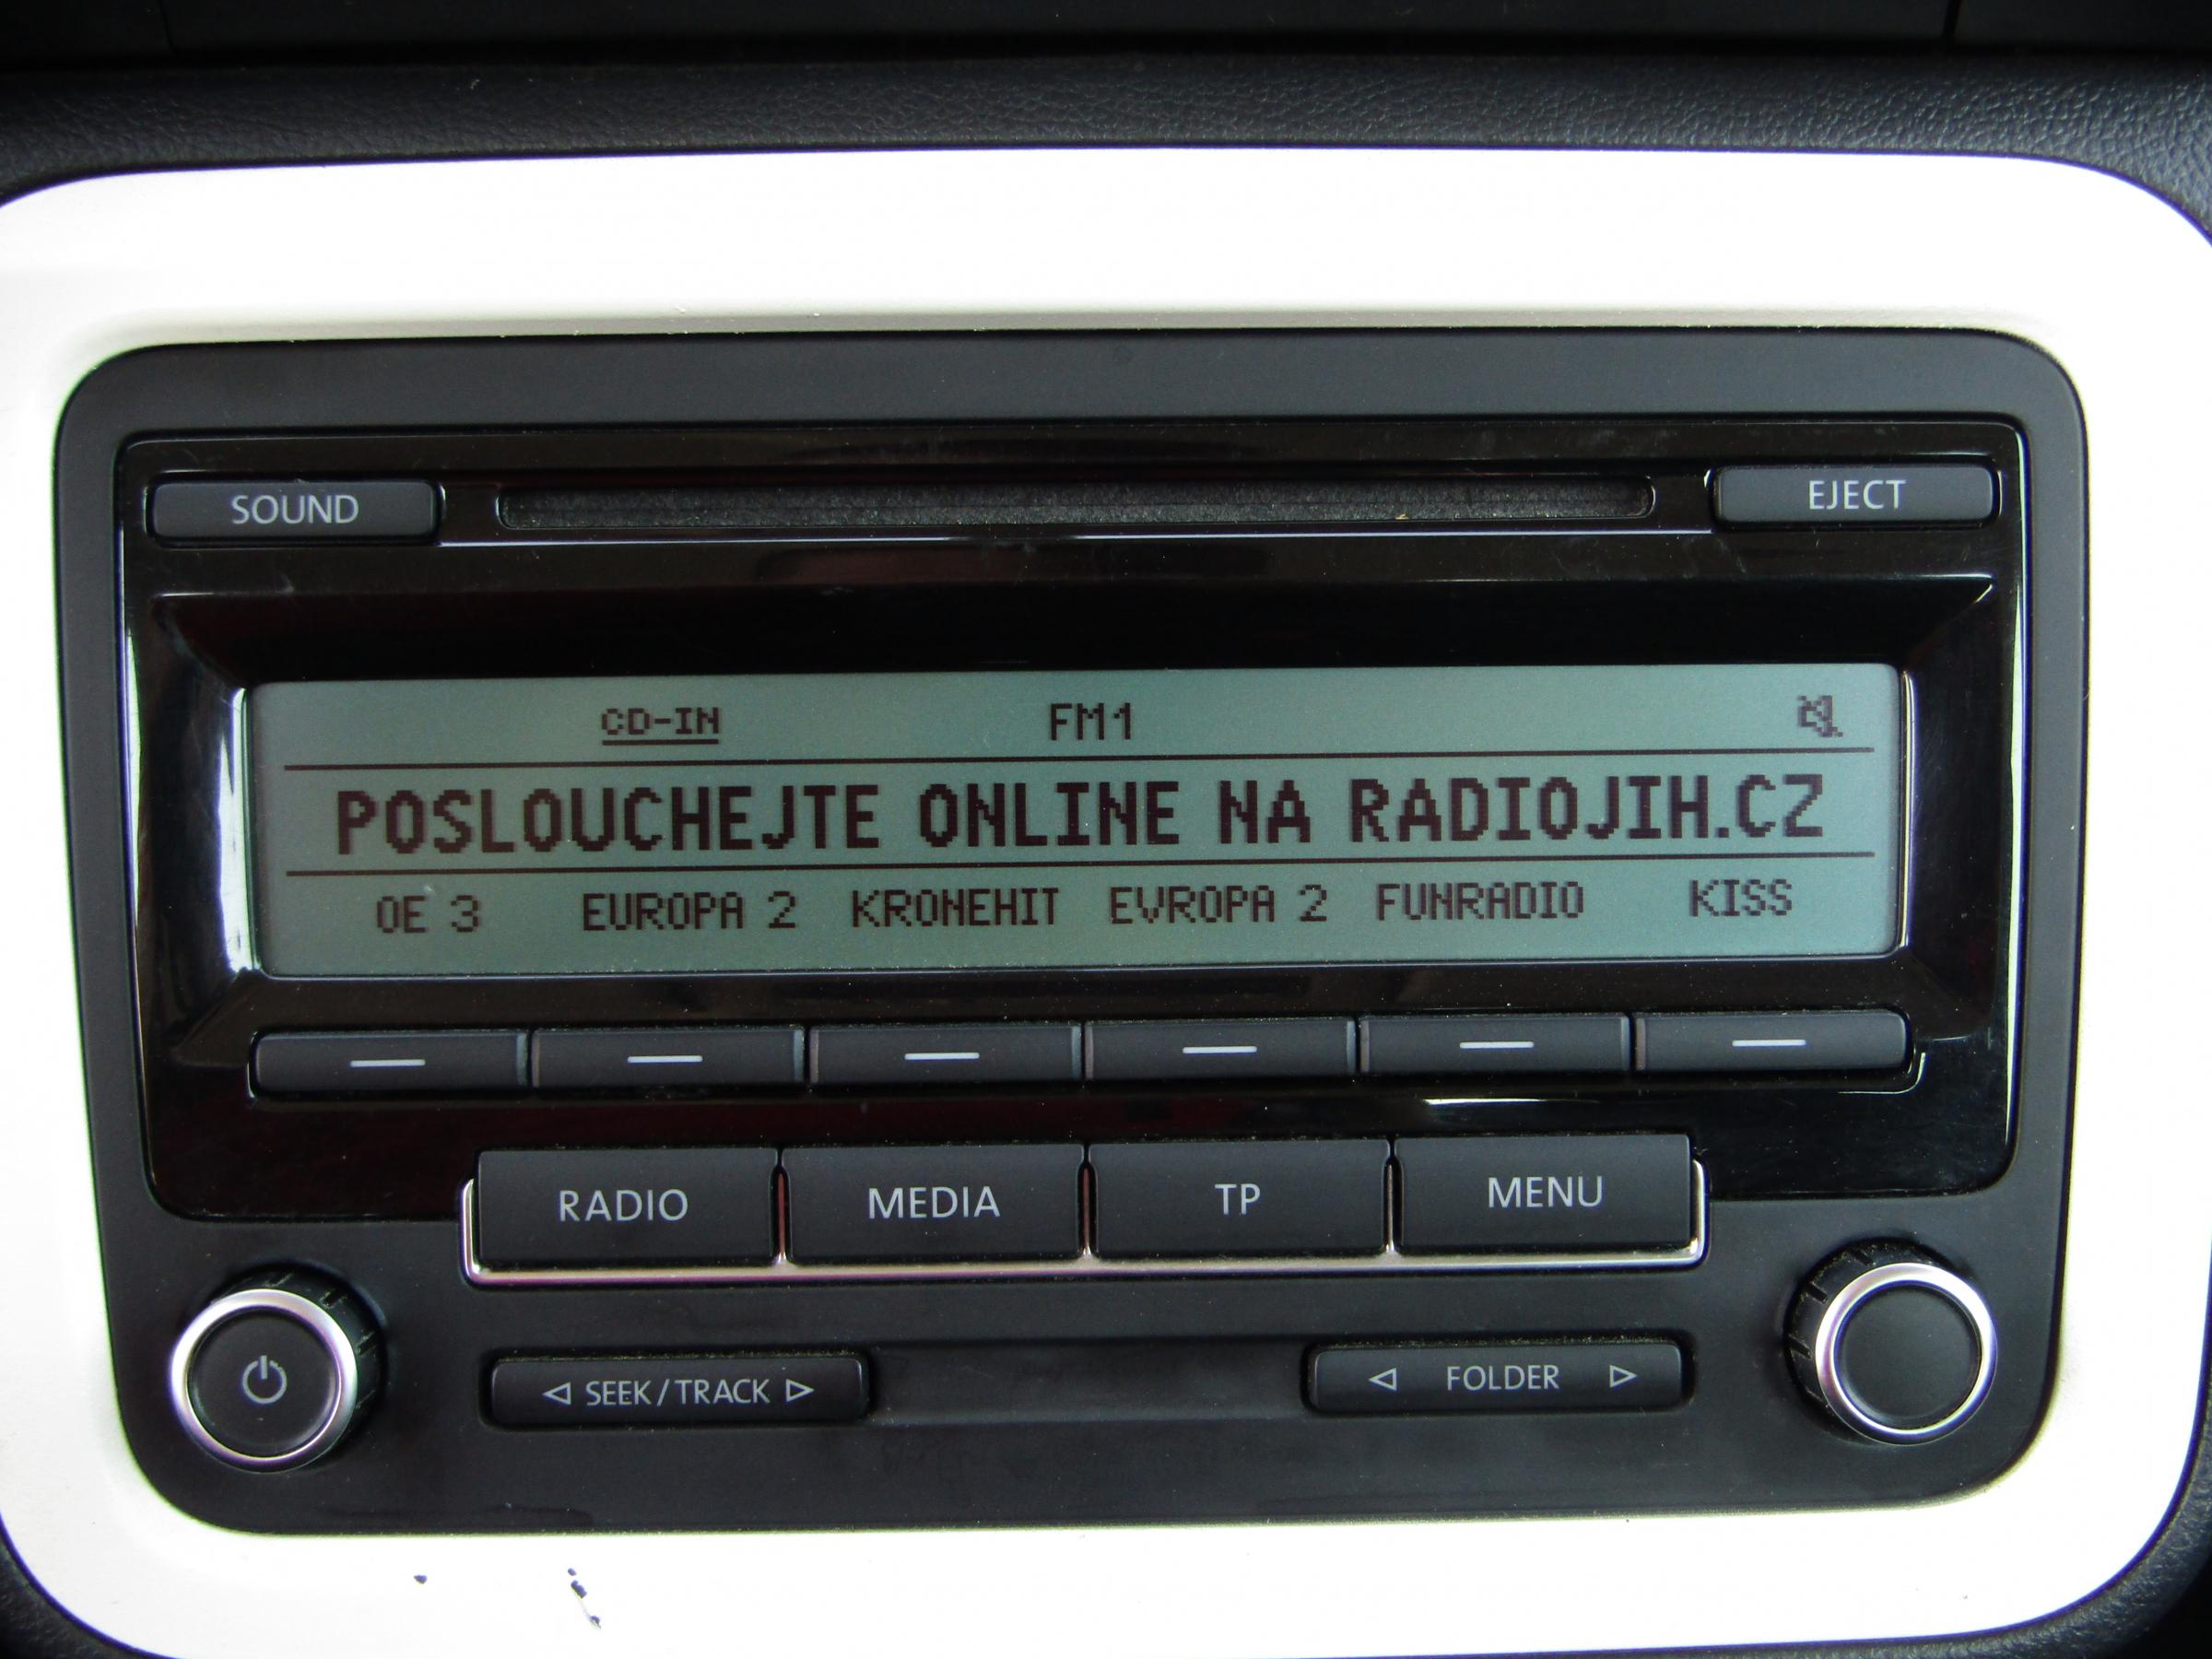 SOUND EJECT
CD-IN FM1
POSLOUCHEJTE ONLINE NA RADIOJIH.CZ
OE 3 EUROPA 2 KRONEHIT EVROPA 2 FUNRADIO KISS
RADIO MEDIA TP MENU
SEEK/TRACK FOLDER